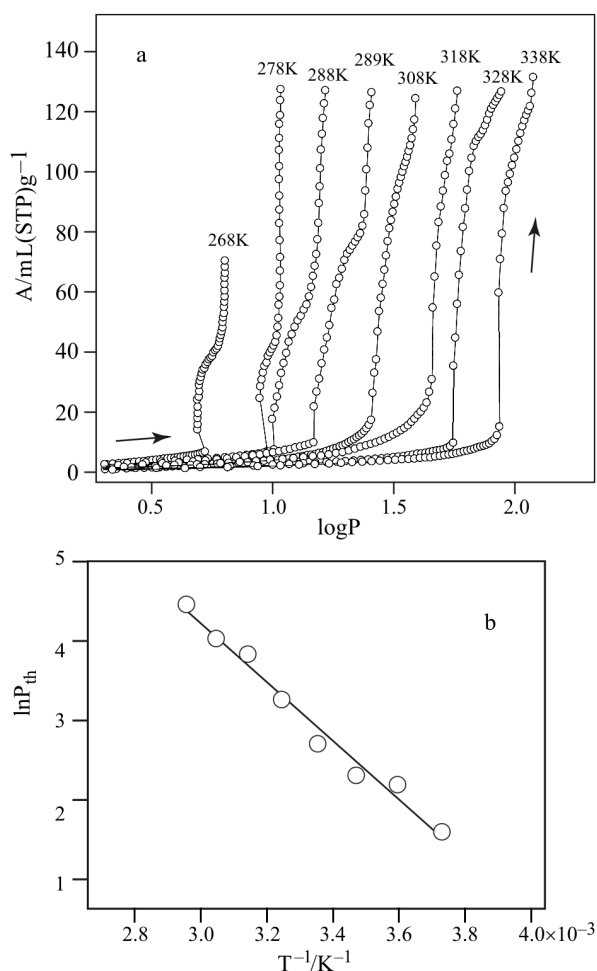 a
A/mL(STP)g⁻¹
140
120
100
80
60
40
20
0
268K
278K
288K
289K
308K
318K
328K
338K
0.5 1.0 1.5 2.0
logP
b
lnPth
5
4
3
2
1
2.8 3.0 3.2 3.4 3.6 3.8 4.0×10⁻³
T⁻¹/K⁻¹